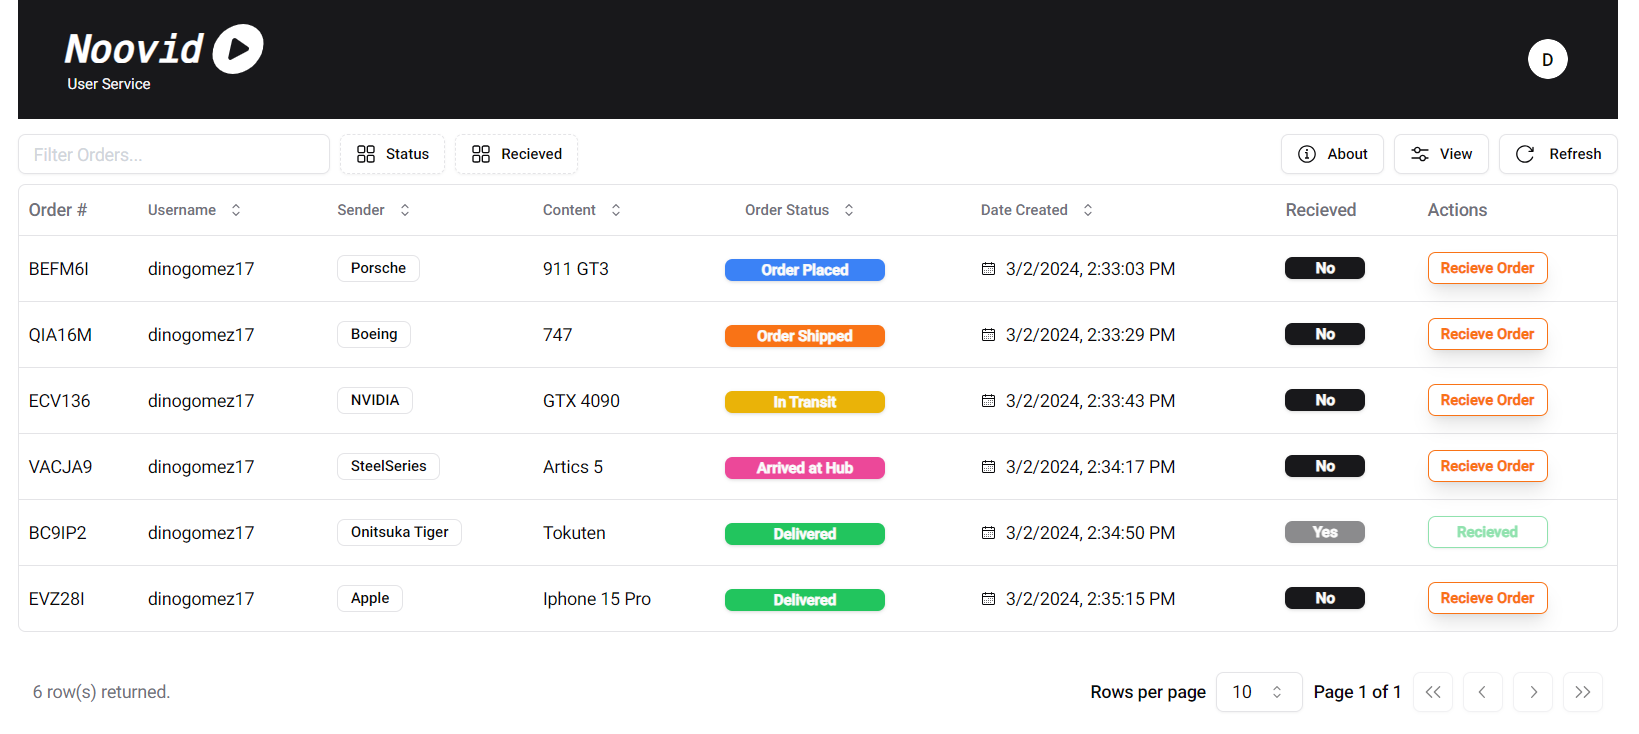 Noovid
User Service
D
Filter Orders... Status Recieved About View Refresh
Order # Username Sender Content Order Status Date Created Recieved Actions
BEFM6I dinogomez17 Porsche 911 GT3 Order Placed 3/2/2024, 2:33:03 PM No Recieve Order
QIA16M dinogomez17 Boeing 747 Order Shipped 3/2/2024, 2:33:29 PM No Recieve Order
ECV136 dinogomez17 NVIDIA GTX 4090 In Transit 3/2/2024, 2:33:43 PM No Recieve Order
VACJA9 dinogomez17 SteelSeries Artics 5 Arrived at Hub 3/2/2024, 2:34:17 PM No Recieve Order
BC9IP2 dinogomez17 Onitsuka Tiger Tokuten Delivered 3/2/2024, 2:34:50 PM Yes Recieved
EVZ28I dinogomez17 Apple Iphone 15 Pro Delivered 3/2/2024, 2:35:15 PM No Recieve Order
6 row(s) returned. Rows per page 10 Page 1 of 1